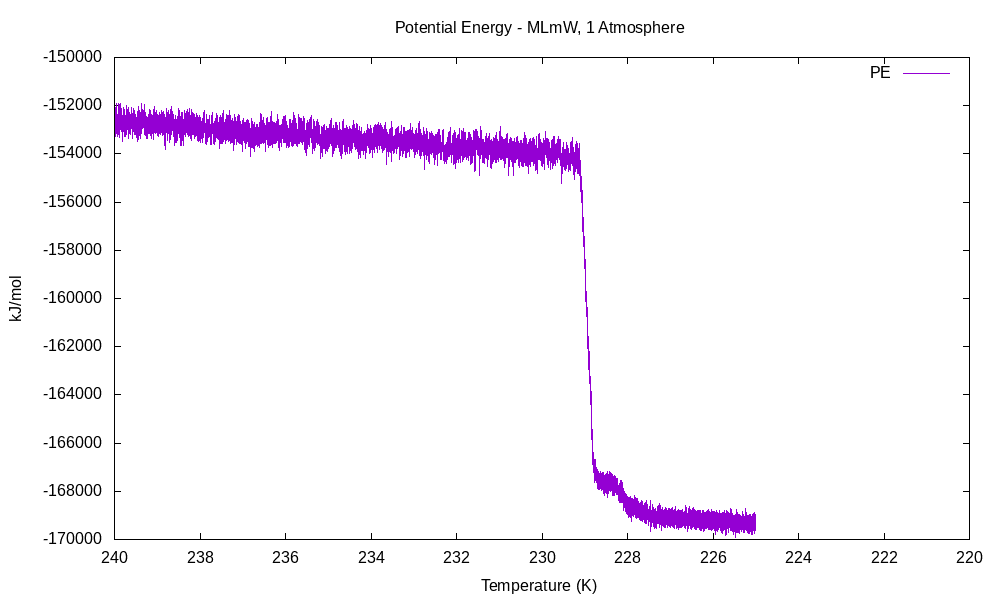 Potential Energy - MLmW, 1 Atmosphere
PE
-150000
-152000
-154000
-156000
-158000
-160000
-162000
-164000
-166000
-168000
-170000
kJ/mol
240 238 236 234 232 230 228 226 224 222 220
Temperature (K)